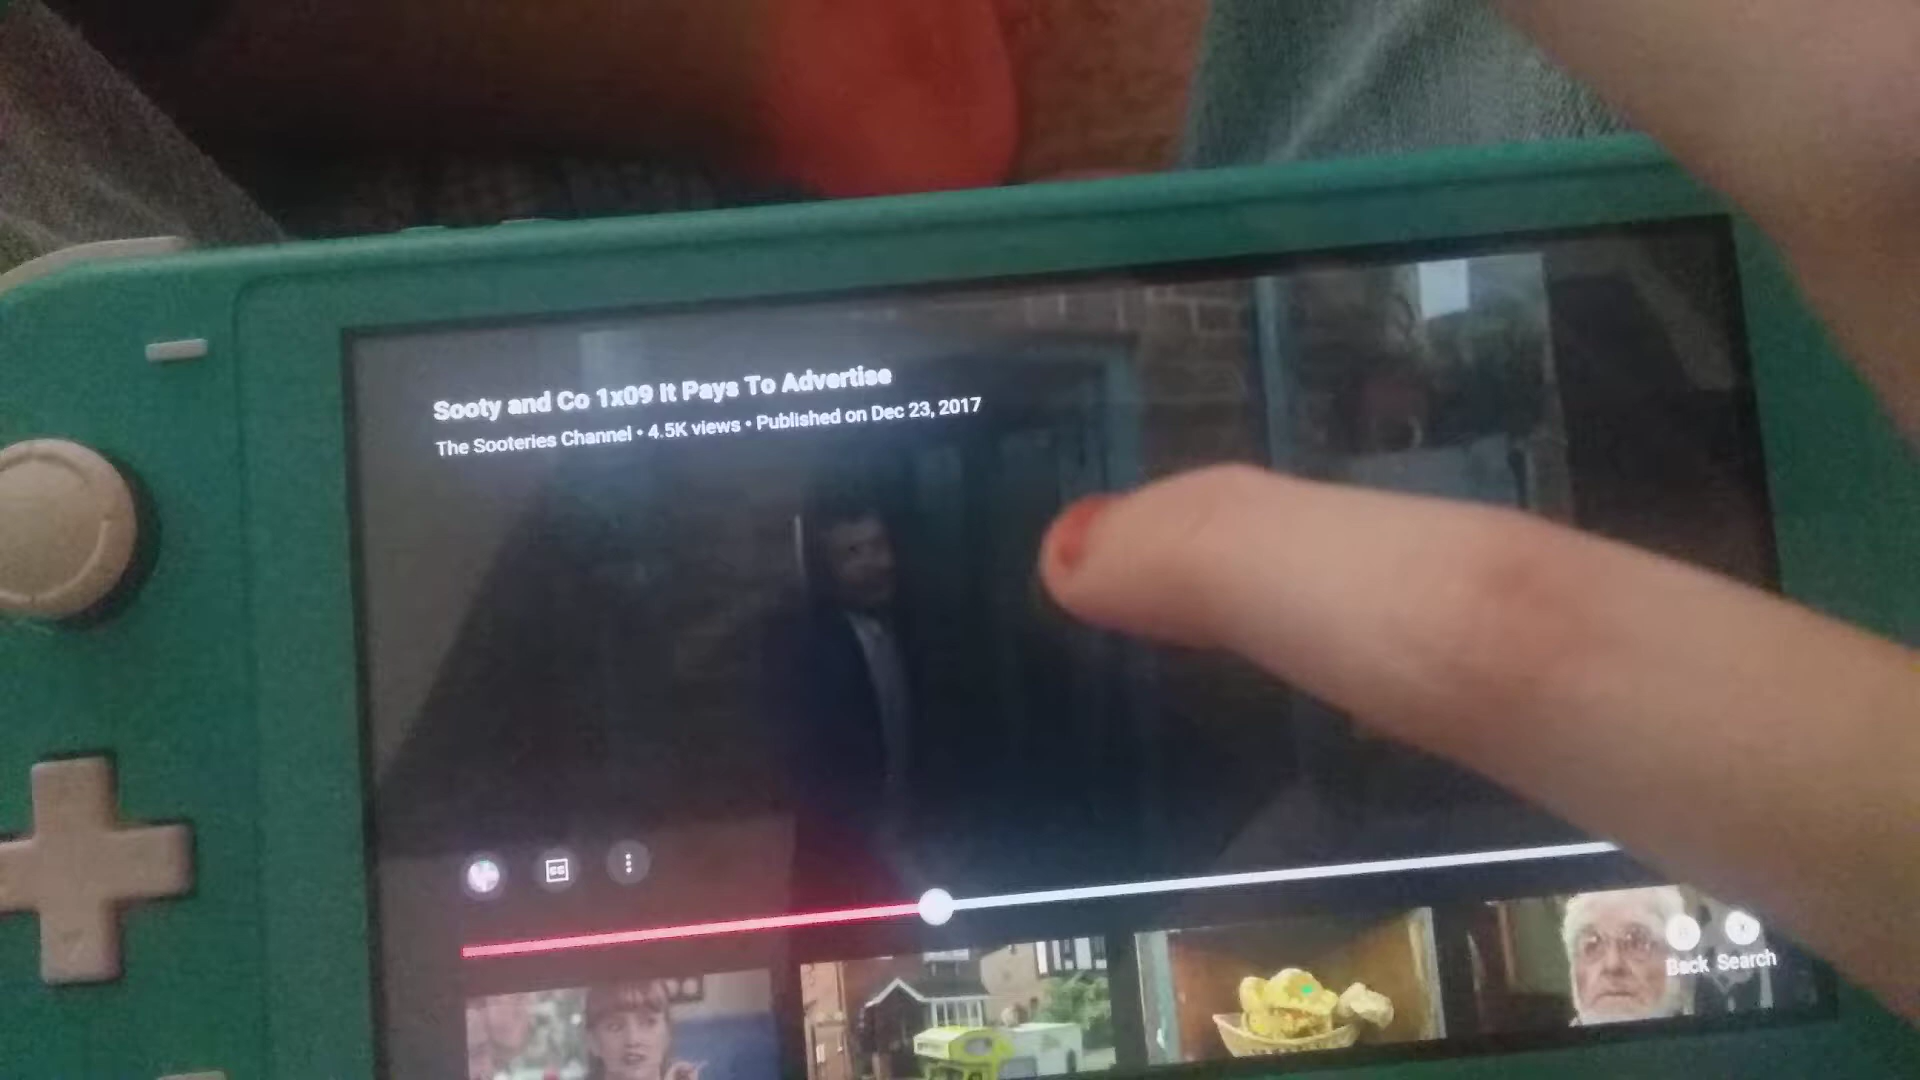 Sooty and Co 1x09 It Pays To Advertise
The Sooteries Channel • 4.5K views • Published on Dec 23, 2017
CC
Back Search